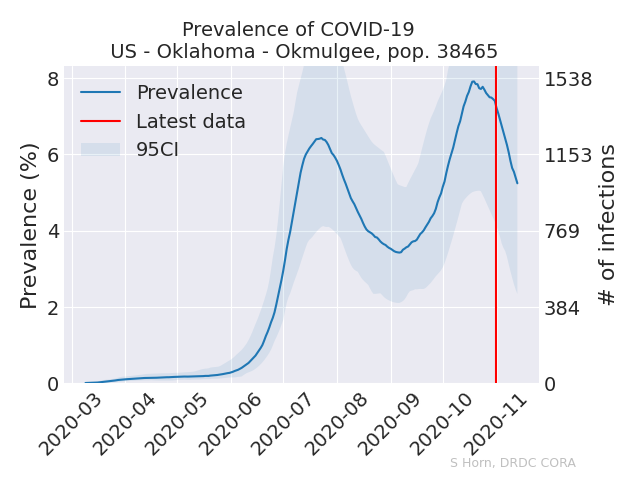 Prevalence of COVID-19
US - Oklahoma - Okmulgee, pop. 38465
Prevalence
Latest data
95CI
Prevalence (%)
8
6
4
2
0
1538
1153
769
384
0
# of infections
2020-03
2020-04
2020-05
2020-06
2020-07
2020-08
2020-09
2020-10
2020-11
S Horn, DRDC CORA